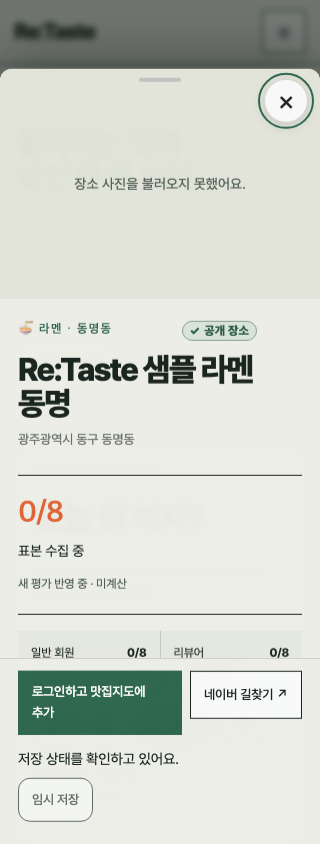 Re:Taste
×
장소 사진을 불러오지 못했어요.
라멘 · 동명동
✓ 공개 장소
Re:Taste 샘플 라멘
동명
광주광역시 동구 동명동
0/8
표본 수집 중
새 평가 반영 중 · 미계산
일반 회원 0/8
리뷰어 0/8
로그인하고 맛집지도에
추가
네이버 길찾기 ↗
저장 상태를 확인하고 있어요.
임시 저장